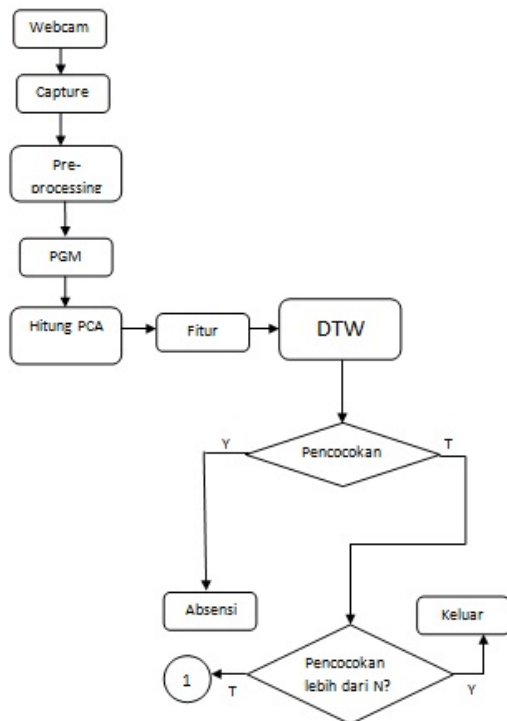 Webcam
Capture
Pre-
processing
PGM
Hitung PCA
Fitur
DTW
Pencocokan
Y
T
Absensi
Keluar
Pencocokan
lebih dari N?
1
T
Y